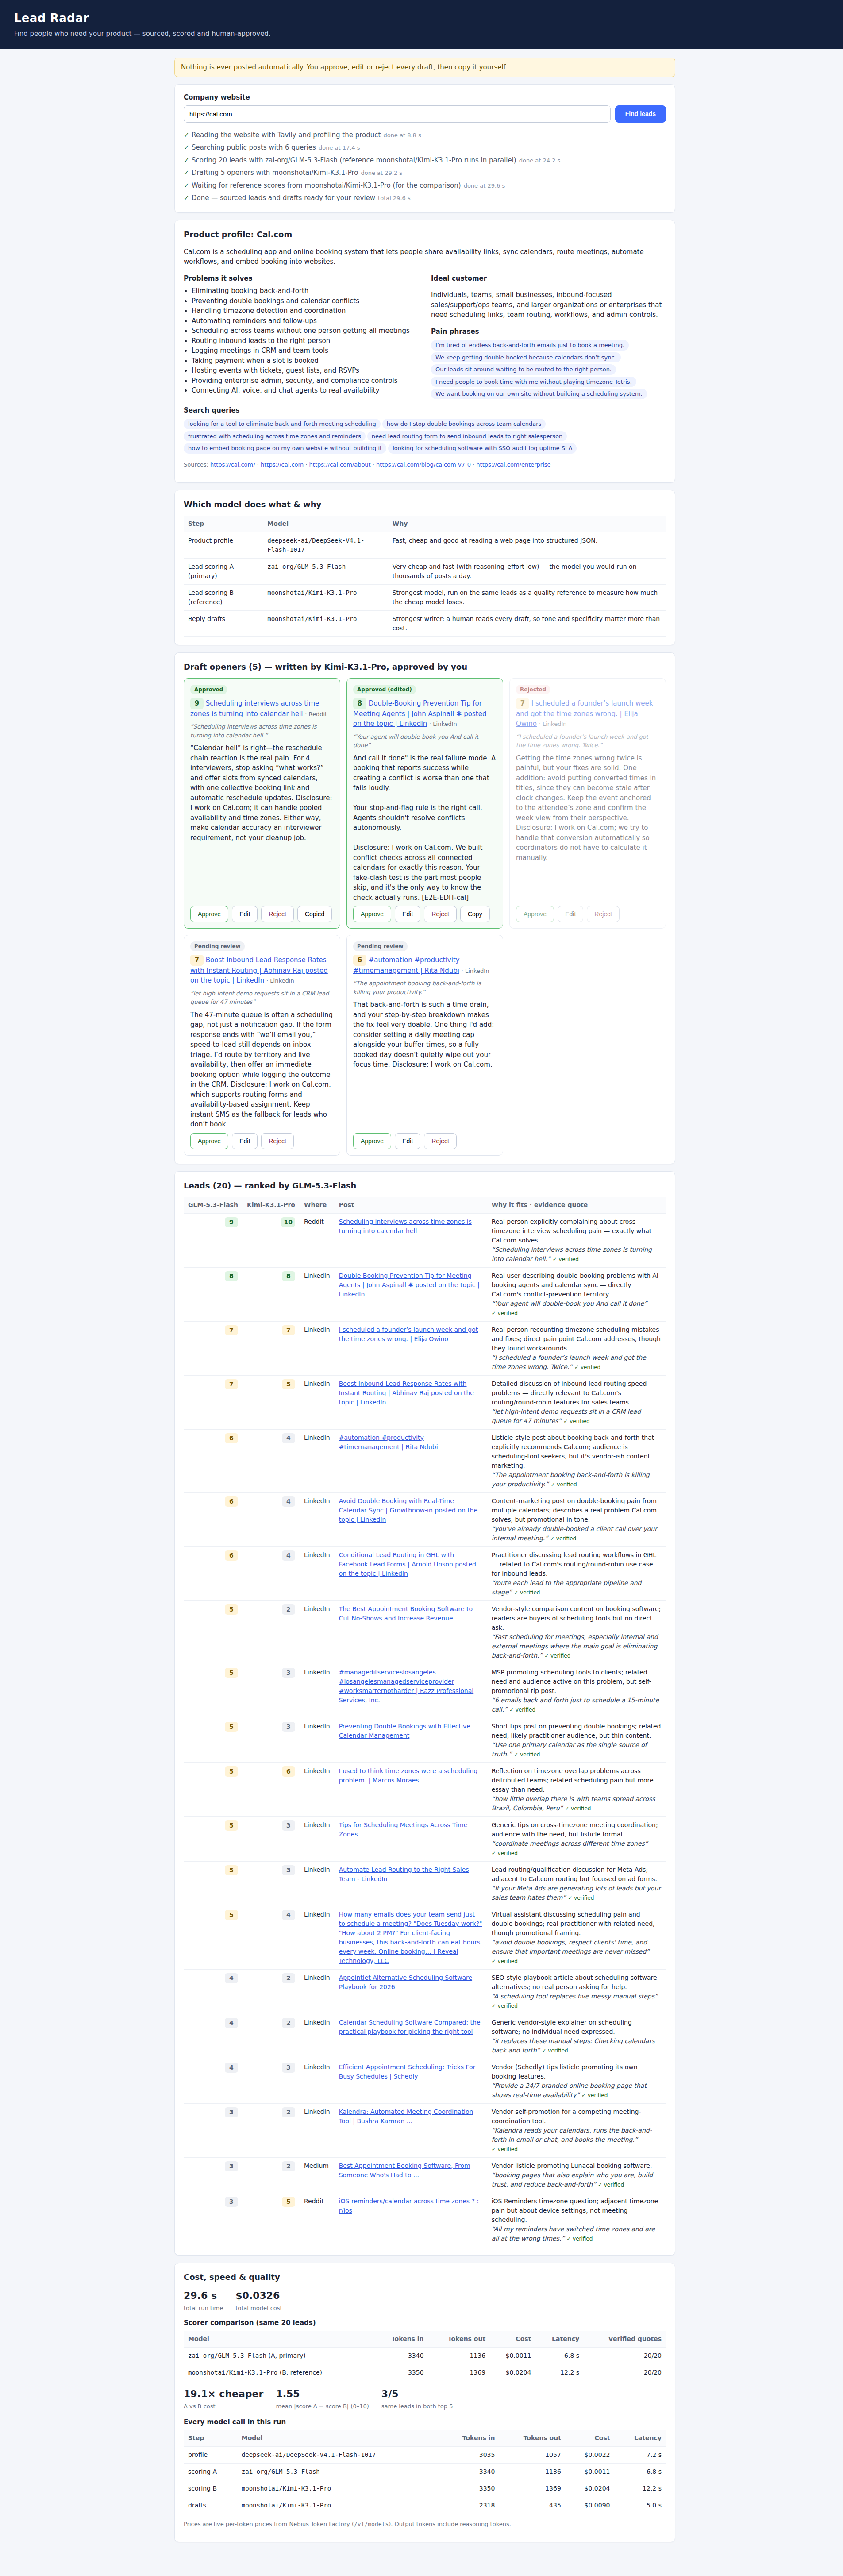 Lead Radar
Find people who need your product — sourced, scored and human-approved.
Nothing is ever posted automatically. You approve, edit or reject every draft, then copy it yourself.
Company website
https://cal.com
Find leads
✓ Reading the website with Tavily and profiling the product done at 8.8 s
✓ Searching public posts with 6 queries done at 17.4 s
✓ Scoring 20 leads with zai-org/GLM-5.3-Flash (reference moonshotai/Kimi-K3.1-Pro runs in parallel) done at 24.2 s
✓ Drafting 5 openers with moonshotai/Kimi-K3.1-Pro done at 29.2 s
✓ Waiting for reference scores from moonshotai/Kimi-K3.1-Pro (for the comparison) done at 29.6 s
✓ Done — sourced leads and drafts ready for your review total 29.6 s
Product profile: Cal.com
Cal.com is a scheduling app and online booking system that lets people share availability links, sync calendars, route meetings, automate
workflows, and embed booking into websites.
Problems it solves
• Eliminating booking back-and-forth
• Preventing double bookings and calendar conflicts
• Handling timezone detection and coordination
• Automating reminders and follow-ups
• Scheduling across teams without one person getting all meetings
• Routing inbound leads to the right person
• Logging meetings in CRM and team tools
• Taking payment when a slot is booked
• Hosting events with tickets, guest lists, and RSVPs
• Providing enterprise admin, security, and compliance controls
• Connecting AI, voice, and chat agents to real availability
Ideal customer
Individuals, teams, small businesses, inbound-focused
sales/support/ops teams, and larger organizations or enterprises that
need scheduling links, team routing, workflows, and admin controls.
Pain phrases
I'm tired of endless back-and-forth emails just to book a meeting.
We keep getting double-booked because calendars don't sync.
Our leads sit around waiting to be routed to the right person.
I need people to book time with me without playing timezone Tetris.
We want booking on our own site without building a scheduling system.
Search queries
looking for a tool to eliminate back-and-forth meeting scheduling
how do I stop double bookings across team calendars
frustrated with scheduling across time zones and reminders
need lead routing form to send inbound leads to right salesperson
how to embed booking page on my own website without building it
looking for scheduling software with SSO audit log uptime SLA
Sources: https://cal.com/ · https://cal.com · https://cal.com/about · https://cal.com/blog/calcom-v7-0 · https://cal.com/enterprise
Which model does what & why
Step Model Why
Product profile deepseek-ai/DeepSeek-V4.1-Flash-1017 Fast, cheap and good at reading a web page into structured JSON.
Lead scoring A (primary) zai-org/GLM-5.3-Flash Very cheap and fast (with reasoning_effort low) — the model you would run on thousands of posts a day.
Lead scoring B (reference) moonshotai/Kimi-K3.1-Pro Strongest model, run on the same leads as a quality reference to measure how much the cheap model loses.
Reply drafts moonshotai/Kimi-K3.1-Pro Strongest writer: a human reads every draft, so tone and specificity matter more than cost.
Draft openers (5) — written by Kimi-K3.1-Pro, approved by you
Approved
9 Scheduling interviews across time
zones is turning into calendar hell · Reddit
"Scheduling interviews across time zones is
turning into calendar hell."
"Calendar hell" is right—the reschedule
chain reaction is the real pain. For 4
interviewers, stop asking "what works?"
and offer slots from synced calendars,
with one collective booking link and
automatic reschedule updates. Disclosure:
I work on Cal.com; it can handle pooled
availability and time zones. Either way,
make calendar accuracy an interviewer
requirement, not your cleanup job.
Approve Edit Reject Copied
Approved (edited)
8 Double-Booking Prevention Tip for
Meeting Agents | John Aspinall ✱ posted
on the topic | LinkedIn · LinkedIn
"Your agent will double-book you And call it
done"
And call it done" is the real failure mode. A
booking that reports success while
creating a conflict is worse than one that
fails loudly.
Your stop-and-flag rule is the right call.
Agents shouldn't resolve conflicts
autonomously.
Disclosure: I work on Cal.com. We built
conflict checks across all connected
calendars for exactly this reason. Your
fake-clash test is the part most people
skip, and it's the only way to know the
check actually runs. [E2E-EDIT-cal]
Approve Edit Reject Copy
Rejected
7 I scheduled a founder's launch week
and got the time zones wrong. | Elija
Owino · LinkedIn
"I scheduled a founder's launch week and got
the time zones wrong. Twice."
Getting the time zones wrong twice is
painful, but your fixes are solid. One
addition: avoid putting converted times in
titles, since they can become stale after
clock changes. Keep the event anchored
to the attendee's zone and confirm the
week view from their perspective.
Disclosure: I work on Cal.com; we try to
handle that conversion automatically so
coordinators do not have to calculate it
manually.
Approve Edit Reject
Pending review
7 Boost Inbound Lead Response Rates
with Instant Routing | Abhinav Raj posted
on the topic | LinkedIn · LinkedIn
"let high-intent demo requests sit in a CRM lead
queue for 47 minutes"
The 47-minute queue is often a scheduling
gap, not just a notification gap. If the form
response ends with "we'll email you,"
speed-to-lead still depends on inbox
triage. I'd route by territory and live
availability, then offer an immediate
booking option while logging the outcome
in the CRM. Disclosure: I work on Cal.com,
which supports routing forms and
availability-based assignment. Keep
instant SMS as the fallback for leads who
don't book.
Approve Edit Reject
Pending review
6 #automation #productivity
#timemanagement | Rita Ndubi · LinkedIn
"The appointment booking back-and-forth is
killing your productivity."
That back-and-forth is such a time drain,
and your step-by-step breakdown makes
the fix feel very doable. One thing I'd add:
consider setting a daily meeting cap
alongside your buffer times, so a fully
booked day doesn't quietly wipe out your
focus time. Disclosure: I work on Cal.com.
Approve Edit Reject
Leads (20) — ranked by GLM-5.3-Flash
GLM-5.3-Flash Kimi-K3.1-Pro Where Post Why it fits · evidence quote
9 10 Reddit Scheduling interviews across time zones is turning into calendar hell
Real person explicitly complaining about cross-timezone interview scheduling pain — exactly what Cal.com solves.
"Scheduling interviews across time zones is turning into calendar hell." ✓ verified
8 8 LinkedIn Double-Booking Prevention Tip for Meeting Agents | John Aspinall ✱ posted on the topic | LinkedIn
Real user describing double-booking problems with AI booking agents and calendar sync — directly Cal.com's conflict-prevention territory.
"Your agent will double-book you And call it done" ✓ verified
7 7 LinkedIn I scheduled a founder's launch week and got the time zones wrong. | Elija Owino
Real person recounting timezone scheduling mistakes and fixes; direct pain point Cal.com addresses, though they found workarounds.
"I scheduled a founder's launch week and got the time zones wrong. Twice." ✓ verified
7 5 LinkedIn Boost Inbound Lead Response Rates with Instant Routing | Abhinav Raj posted on the topic | LinkedIn
Detailed discussion of inbound lead routing speed problems — directly relevant to Cal.com's routing/round-robin features for sales teams.
"let high-intent demo requests sit in a CRM lead queue for 47 minutes" ✓ verified
6 4 LinkedIn #automation #productivity #timemanagement | Rita Ndubi
Listicle-style post about booking back-and-forth that explicitly recommends Cal.com; audience is scheduling-tool seekers, but it's vendor-ish content marketing.
"The appointment booking back-and-forth is killing your productivity." ✓ verified
6 4 LinkedIn Avoid Double Booking with Real-Time Calendar Sync | Growthnow-in posted on the topic | LinkedIn
Content-marketing post on double-booking pain from multiple calendars; describes a real problem Cal.com solves, but promotional in tone.
"you've already double-booked a client call over your internal meeting." ✓ verified
6 4 LinkedIn Conditional Lead Routing in GHL with Facebook Lead Forms | Arnold Unson posted on the topic | LinkedIn
Practitioner discussing lead routing workflows in GHL — related to Cal.com's routing/round-robin use case for inbound leads.
"route each lead to the appropriate pipeline and stage" ✓ verified
5 2 LinkedIn The Best Appointment Booking Software to Cut No-Shows and Increase Revenue
Vendor-style comparison content on booking software; readers are buyers of scheduling tools but no direct ask.
"Fast scheduling for meetings, especially internal and external meetings where the main goal is eliminating back-and-forth." ✓ verified
5 3 LinkedIn #manageditserviceslosangeles #losangelesmanagedserviceprovider #worksmarternotharder | Razz Professional Services, Inc.
MSP promoting scheduling tools to clients; related need and audience active on this problem, but self-promotional tip post.
"6 emails back and forth just to schedule a 15-minute call." ✓ verified
5 3 LinkedIn Preventing Double Bookings with Effective Calendar Management
Short tips post on preventing double bookings; related need, likely practitioner audience, but thin content.
"Use one primary calendar as the single source of truth." ✓ verified
5 6 LinkedIn I used to think time zones were a scheduling problem. | Marcos Moraes
Reflection on timezone overlap problems across distributed teams; related scheduling pain but more essay than need.
"how little overlap there is with teams spread across Brazil, Colombia, Peru" ✓ verified
5 3 LinkedIn Tips for Scheduling Meetings Across Time Zones
Generic tips on cross-timezone meeting coordination; audience with the need, but listicle format.
"coordinate meetings across different time zones" ✓ verified
5 3 LinkedIn Automate Lead Routing to the Right Sales Team - LinkedIn
Lead routing/qualification discussion for Meta Ads; adjacent to Cal.com routing but focused on ad forms.
"If your Meta Ads are generating lots of leads but your sales team hates them" ✓ verified
5 4 LinkedIn How many emails does your team send just to schedule a meeting? "Does Tuesday work?" "How about 2 PM?" For client-facing businesses, this back-and-forth can eat hours every week. Online booking... | Reveal Technology, LLC
Virtual assistant discussing scheduling pain and double bookings; real practitioner with related need, though promotional framing.
"avoid double bookings, respect clients' time, and ensure that important meetings are never missed" ✓ verified
4 2 LinkedIn Appointlet Alternative Scheduling Software Playbook for 2026
SEO-style playbook article about scheduling software alternatives; no real person asking for help.
"A scheduling tool replaces five messy manual steps" ✓ verified
4 2 LinkedIn Calendar Scheduling Software Compared: the practical playbook for picking the right tool
Generic vendor-style explainer on scheduling software; no individual need expressed.
"it replaces these manual steps: Checking calendars back and forth" ✓ verified
4 3 LinkedIn Efficient Appointment Scheduling: Tricks For Busy Schedules | Schedly
Vendor (Schedly) tips listicle promoting its own booking features.
"Provide a 24/7 branded online booking page that shows real-time availability" ✓ verified
3 2 LinkedIn Kalendra: Automated Meeting Coordination Tool | Bushra Kamran ...
Vendor self-promotion for a competing meeting-coordination tool.
"Kalendra reads your calendars, runs the back-and-forth in email or chat, and books the meeting." ✓ verified
3 2 Medium Best Appointment Booking Software, From Someone Who's Had to ...
Vendor listicle promoting Lunacal booking software.
"booking pages that also explain who you are, build trust, and reduce back-and-forth" ✓ verified
3 5 Reddit iOS reminders/calendar across time zones ? : r/ios
iOS Reminders timezone question; adjacent timezone pain but about device settings, not meeting scheduling.
"All my reminders have switched time zones and are all at the wrong times." ✓ verified
Cost, speed & quality
29.6 s $0.0326
total run time total model cost
Scorer comparison (same 20 leads)
Model Tokens in Tokens out Cost Latency Verified quotes
zai-org/GLM-5.3-Flash (A, primary) 3340 1136 $0.0011 6.8 s 20/20
moonshotai/Kimi-K3.1-Pro (B, reference) 3350 1369 $0.0204 12.2 s 20/20
19.1× cheaper 1.55 3/5
A vs B cost mean |score A − score B| (0–10) same leads in both top 5
Every model call in this run
Step Model Tokens in Tokens out Cost Latency
profile deepseek-ai/DeepSeek-V4.1-Flash-1017 3035 1057 $0.0022 7.2 s
scoring A zai-org/GLM-5.3-Flash 3340 1136 $0.0011 6.8 s
scoring B moonshotai/Kimi-K3.1-Pro 3350 1369 $0.0204 12.2 s
drafts moonshotai/Kimi-K3.1-Pro 2318 435 $0.0090 5.0 s
Prices are live per-token prices from Nebius Token Factory (/v1/models). Output tokens include reasoning tokens.